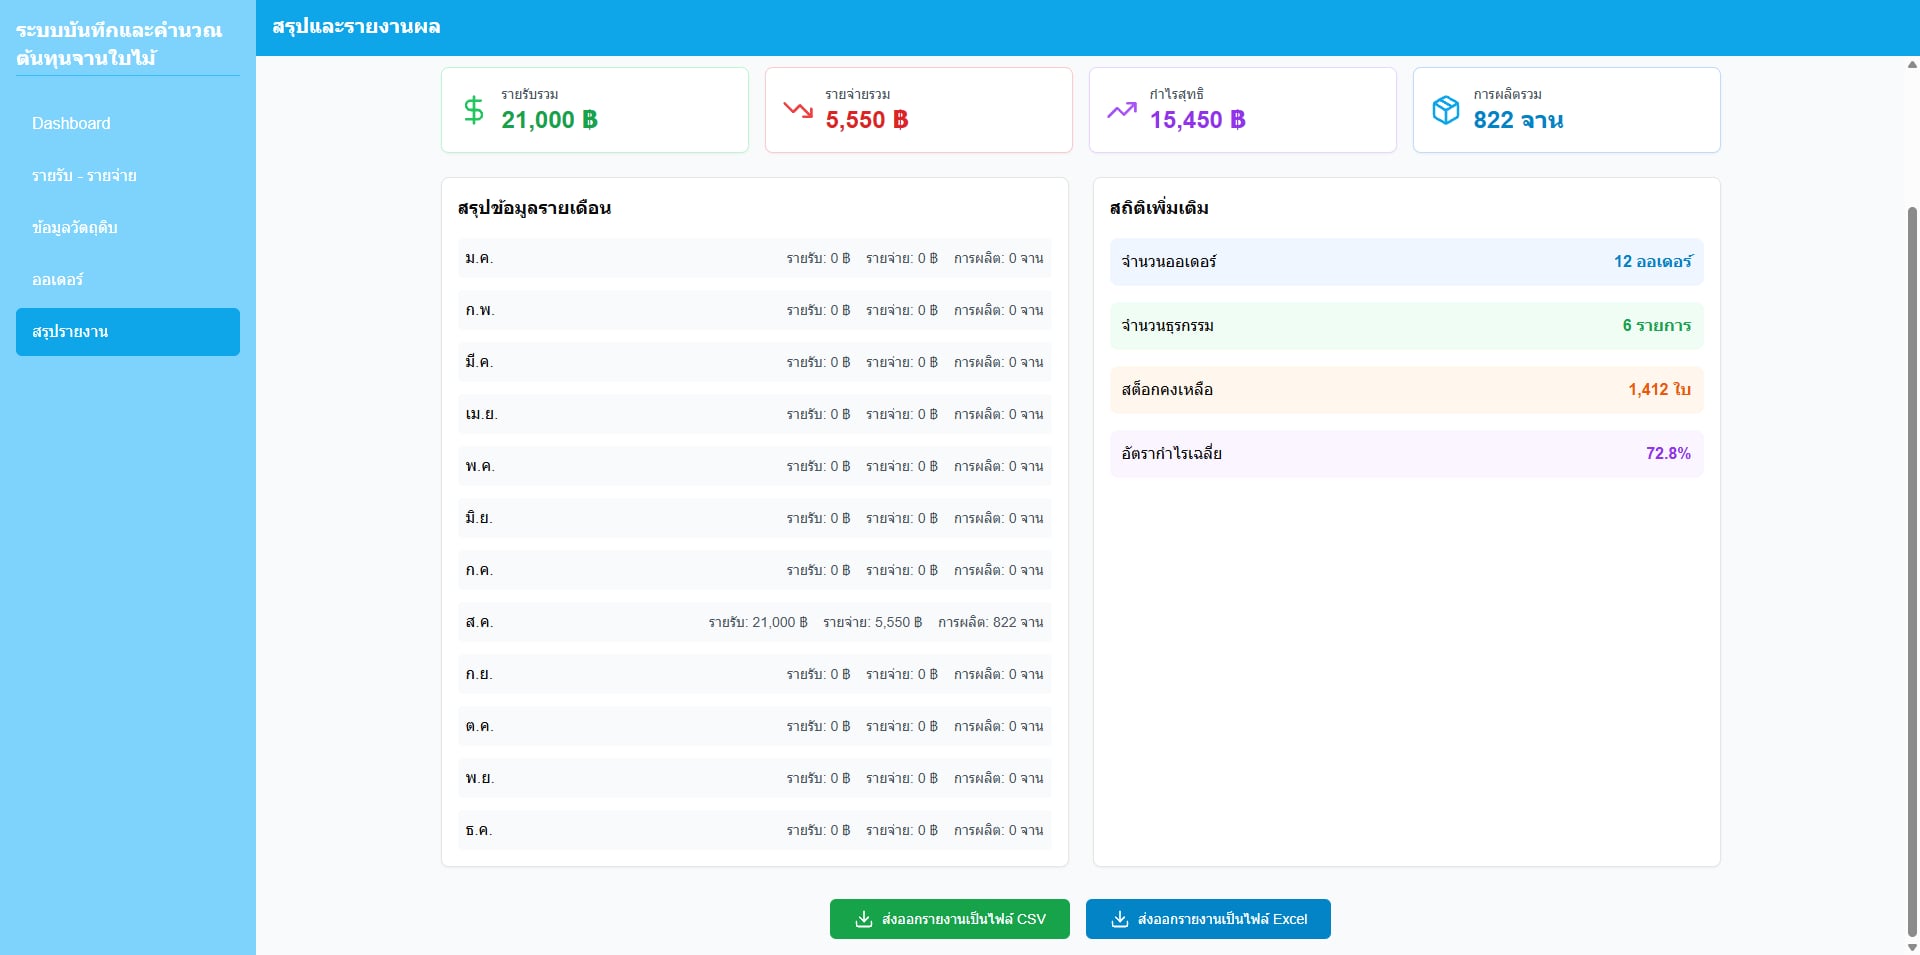 ระบบบันทึกและคำนวณ
ต้นทุนจานใบไม้
Dashboard
รายรับ - รายจ่าย
ข้อมูลวัตถุดิบ
ออเดอร์
สรุปรายงาน
สรุปและรายงานผล
รายรับรวม
21,000 ฿
รายจ่ายรวม
5,550 ฿
กำไรสุทธิ
15,450 ฿
การผลิตรวม
822 จาน
สรุปข้อมูลรายเดือน
ม.ค. รายรับ: 0 ฿ รายจ่าย: 0 ฿ การผลิต: 0 จาน
ก.พ. รายรับ: 0 ฿ รายจ่าย: 0 ฿ การผลิต: 0 จาน
มี.ค. รายรับ: 0 ฿ รายจ่าย: 0 ฿ การผลิต: 0 จาน
เม.ย. รายรับ: 0 ฿ รายจ่าย: 0 ฿ การผลิต: 0 จาน
พ.ค. รายรับ: 0 ฿ รายจ่าย: 0 ฿ การผลิต: 0 จาน
มิ.ย. รายรับ: 0 ฿ รายจ่าย: 0 ฿ การผลิต: 0 จาน
ก.ค. รายรับ: 0 ฿ รายจ่าย: 0 ฿ การผลิต: 0 จาน
ส.ค. รายรับ: 21,000 ฿ รายจ่าย: 5,550 ฿ การผลิต: 822 จาน
ก.ย. รายรับ: 0 ฿ รายจ่าย: 0 ฿ การผลิต: 0 จาน
ต.ค. รายรับ: 0 ฿ รายจ่าย: 0 ฿ การผลิต: 0 จาน
พ.ย. รายรับ: 0 ฿ รายจ่าย: 0 ฿ การผลิต: 0 จาน
ธ.ค. รายรับ: 0 ฿ รายจ่าย: 0 ฿ การผลิต: 0 จาน
สถิติเพิ่มเติม
จำนวนออเดอร์ 12 ออเดอร์
จำนวนธุรกรรม 6 รายการ
สต็อกคงเหลือ 1,412 ใบ
อัตรากำไรเฉลี่ย 72.8%
ส่งออกรายงานเป็นไฟล์ CSV
ส่งออกรายงานเป็นไฟล์ Excel